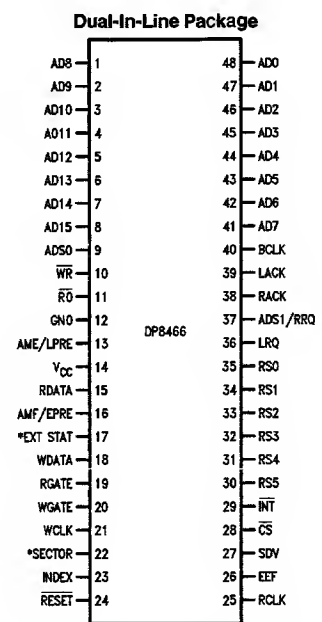 Dual-In-Line Package
AD8 1 48 AD0
AD9 2 47 AD1
AD10 3 46 AD2
A011 4 45 AD3
AD12 5 44 AD4
AD13 6 43 AD5
AD14 7 42 AD6
AD15 8 41 AD7
ADS0 9 40 BCLK
WR 10 39 LACK
R0 11 38 RACK
GN0 12 37 ADS1/RRQ
DP8466
AME/LPRE 13 36 LRQ
VCC 14 35 RS0
RDATA 15 34 RS1
AMF/EPRE 16 33 RS2
*EXT STAT 17 32 RS3
WDATA 18 31 RS4
RGATE 19 30 RS5
WGATE 20 29 INT
WCLK 21 28 CS
*SECTOR 22 27 SDV
INDEX 23 26 EEF
RESET 24 25 RCLK